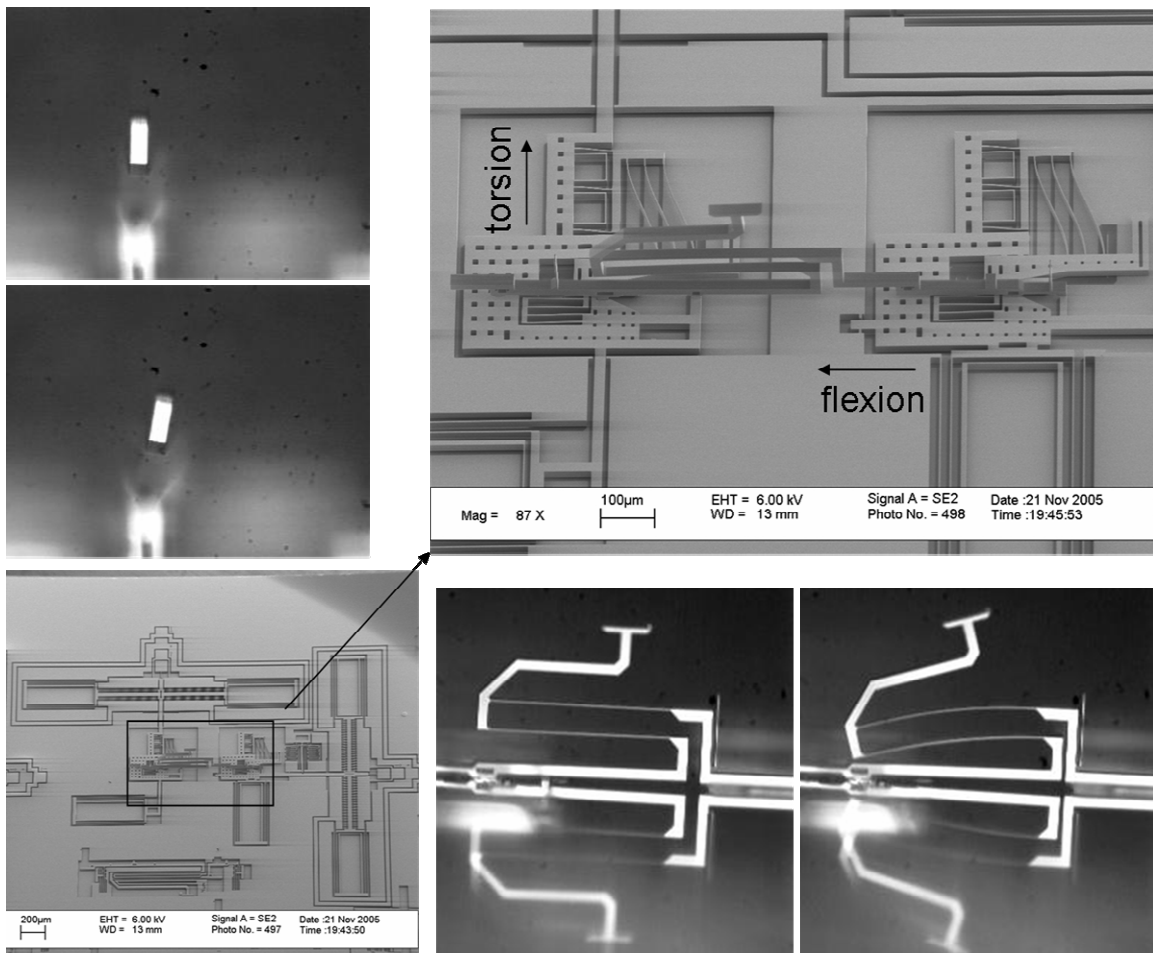 torsion
flexion
Mag = 87 X
100µm
EHT = 6.00 kV
WD = 13 mm
Signal A = SE2
Photo No. = 498
Date :21 Nov 2005
Time :19:45:53
200µm
EHT = 6.00 kV
WD = 13 mm
Signal A = SE2
Photo No. = 497
Date :21 Nov 2005
Time :19:43:50